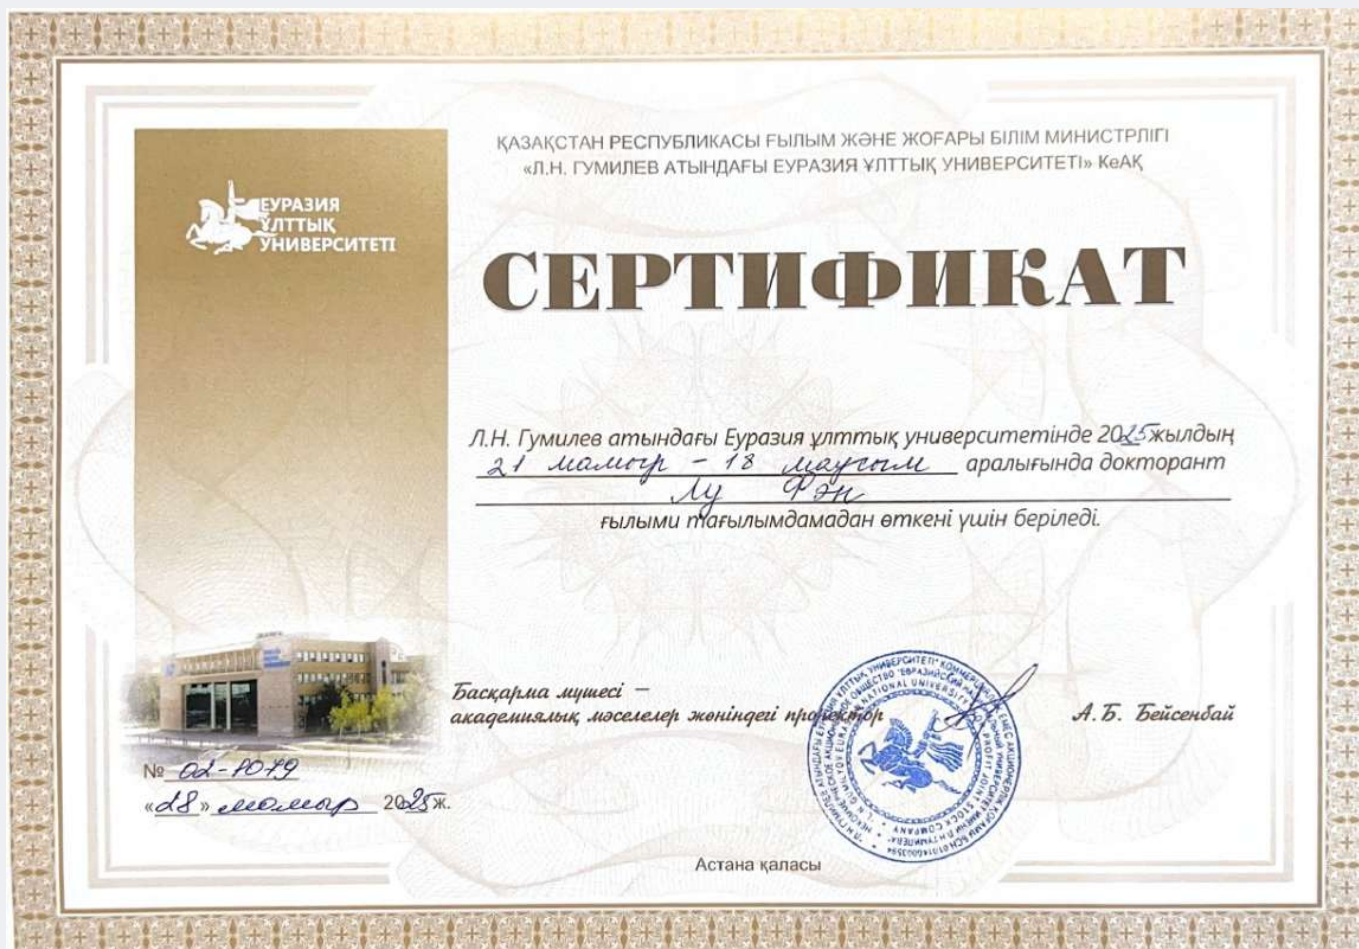 ҚАЗАҚСТАН РЕСПУБЛИКАСЫ ҒЫЛЫМ ЖӘНЕ ЖОҒАРЫ БІЛІМ МИНИСТРЛІГІ
«Л.Н. ГУМИЛЕВ АТЫНДАҒЫ ЕУРАЗИЯ ҰЛТТЫҚ УНИВЕРСИТЕТІ» КеАҚ
ЕУРАЗИЯ
ҰЛТТЫҚ
УНИВЕРСИТЕТІ
СЕРТИФИКАТ
Л.Н. Гумилев атындағы Еуразия ұлттық университетінде 2025 жылдың
21 мамыр - 18 маусым аралығында докторант
Лу Фэн
ғылыми тағылымдамадан өткені үшін беріледі.
Басқарма мүшесі –
академиялық мәселелер жөніндегі проректор
А.Б. Бейсенбай
№ 02-1079
«28» мамыр 2025ж.
Астана қаласы